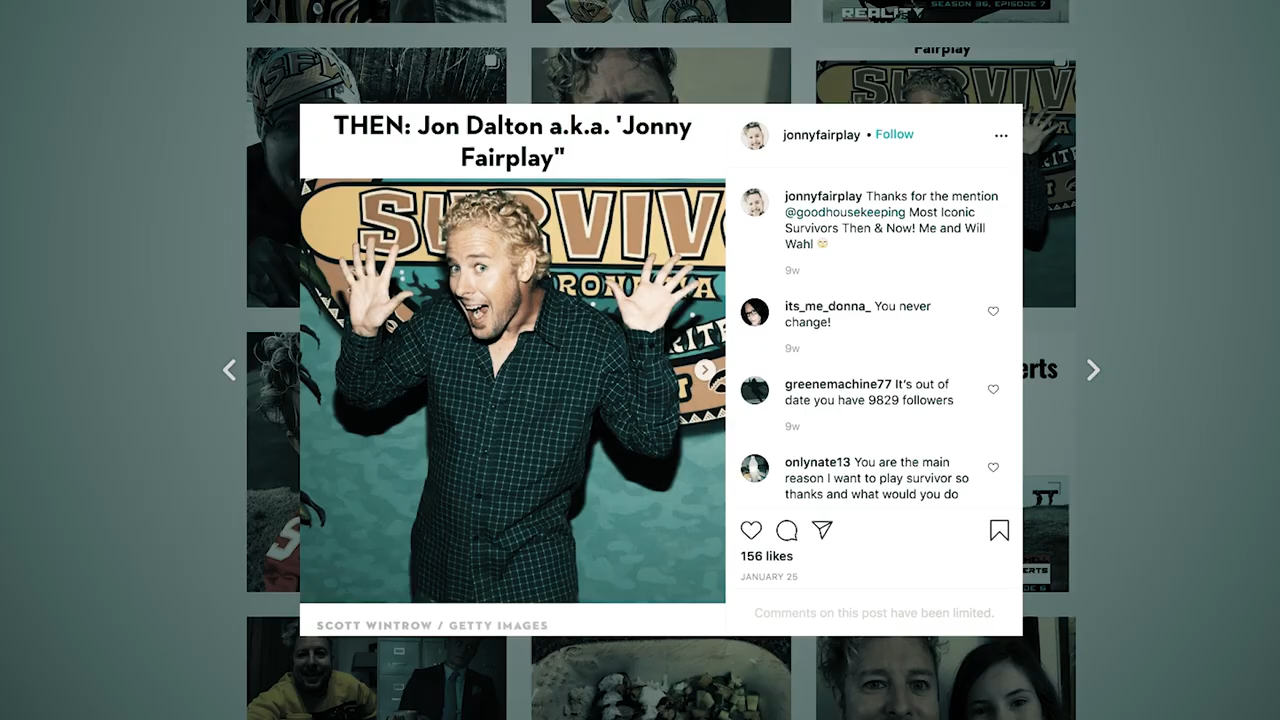 REALITY
SEASON 36, EPISODE 7
Fairplay
SURVIV
THEN: Jon Dalton a.k.a. 'Jonny
Fairplay"
SURVIV
SCOTT WINTROW / GETTY IMAGES
jonnyfairplay • Follow
jonnyfairplay Thanks for the mention
@goodhousekeeping Most Iconic
Survivors Then & Now! Me and Will
Wahl
9w
its_me_donna_ You never
change!
9w
greenemachine77 It's out of
date you have 9829 followers
9w
onlynate13 You are the main
reason I want to play survivor so
thanks and what would you do
156 likes
JANUARY 25
Comments on this post have been limited.
erts
ERTS